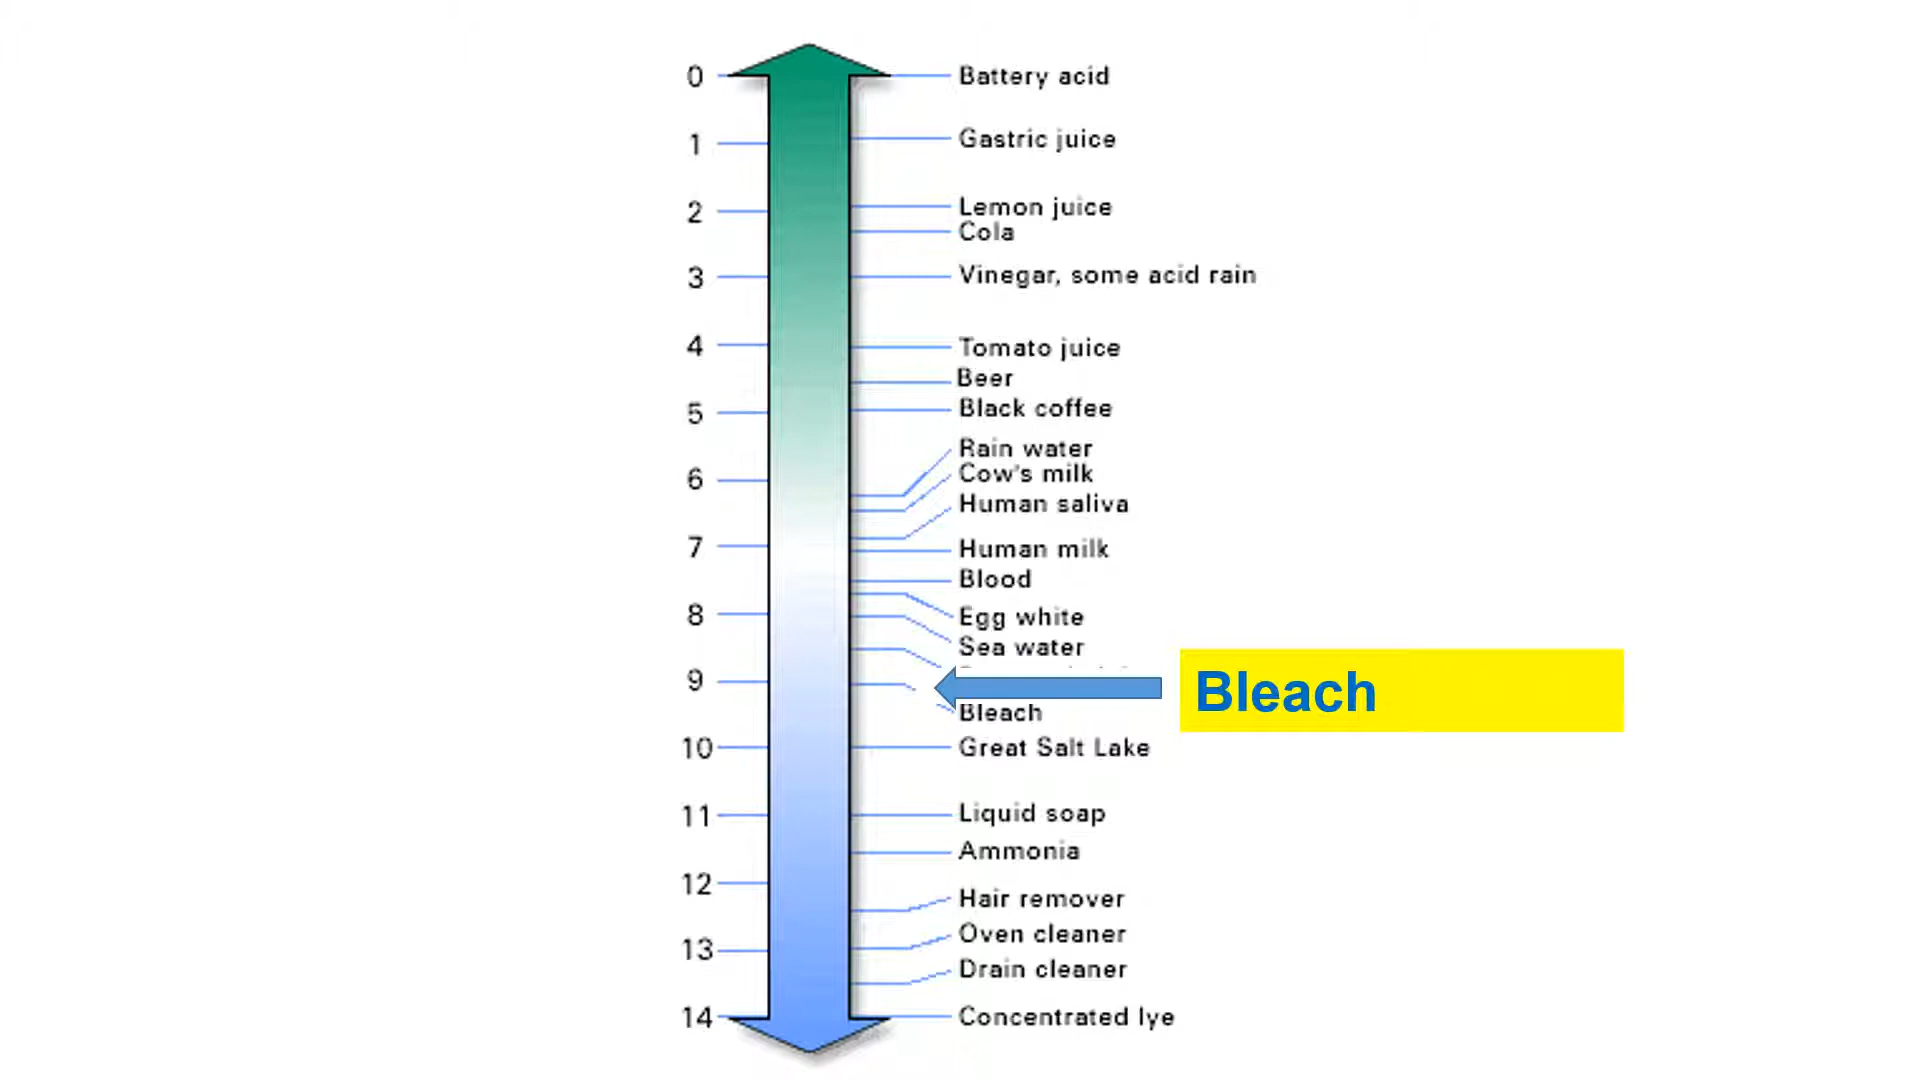 0 Battery acid
1 Gastric juice
2 Lemon juice
Cola
3 Vinegar, some acid rain
4 Tomato juice
Beer
5 Black coffee
Rain water
6 Cow's milk
Human saliva
7 Human milk
Blood
8 Egg white
Sea water
9
Bleach
Bleach
10 Great Salt Lake
11 Liquid soap
Ammonia
12 Hair remover
13 Oven cleaner
Drain cleaner
14 Concentrated lye